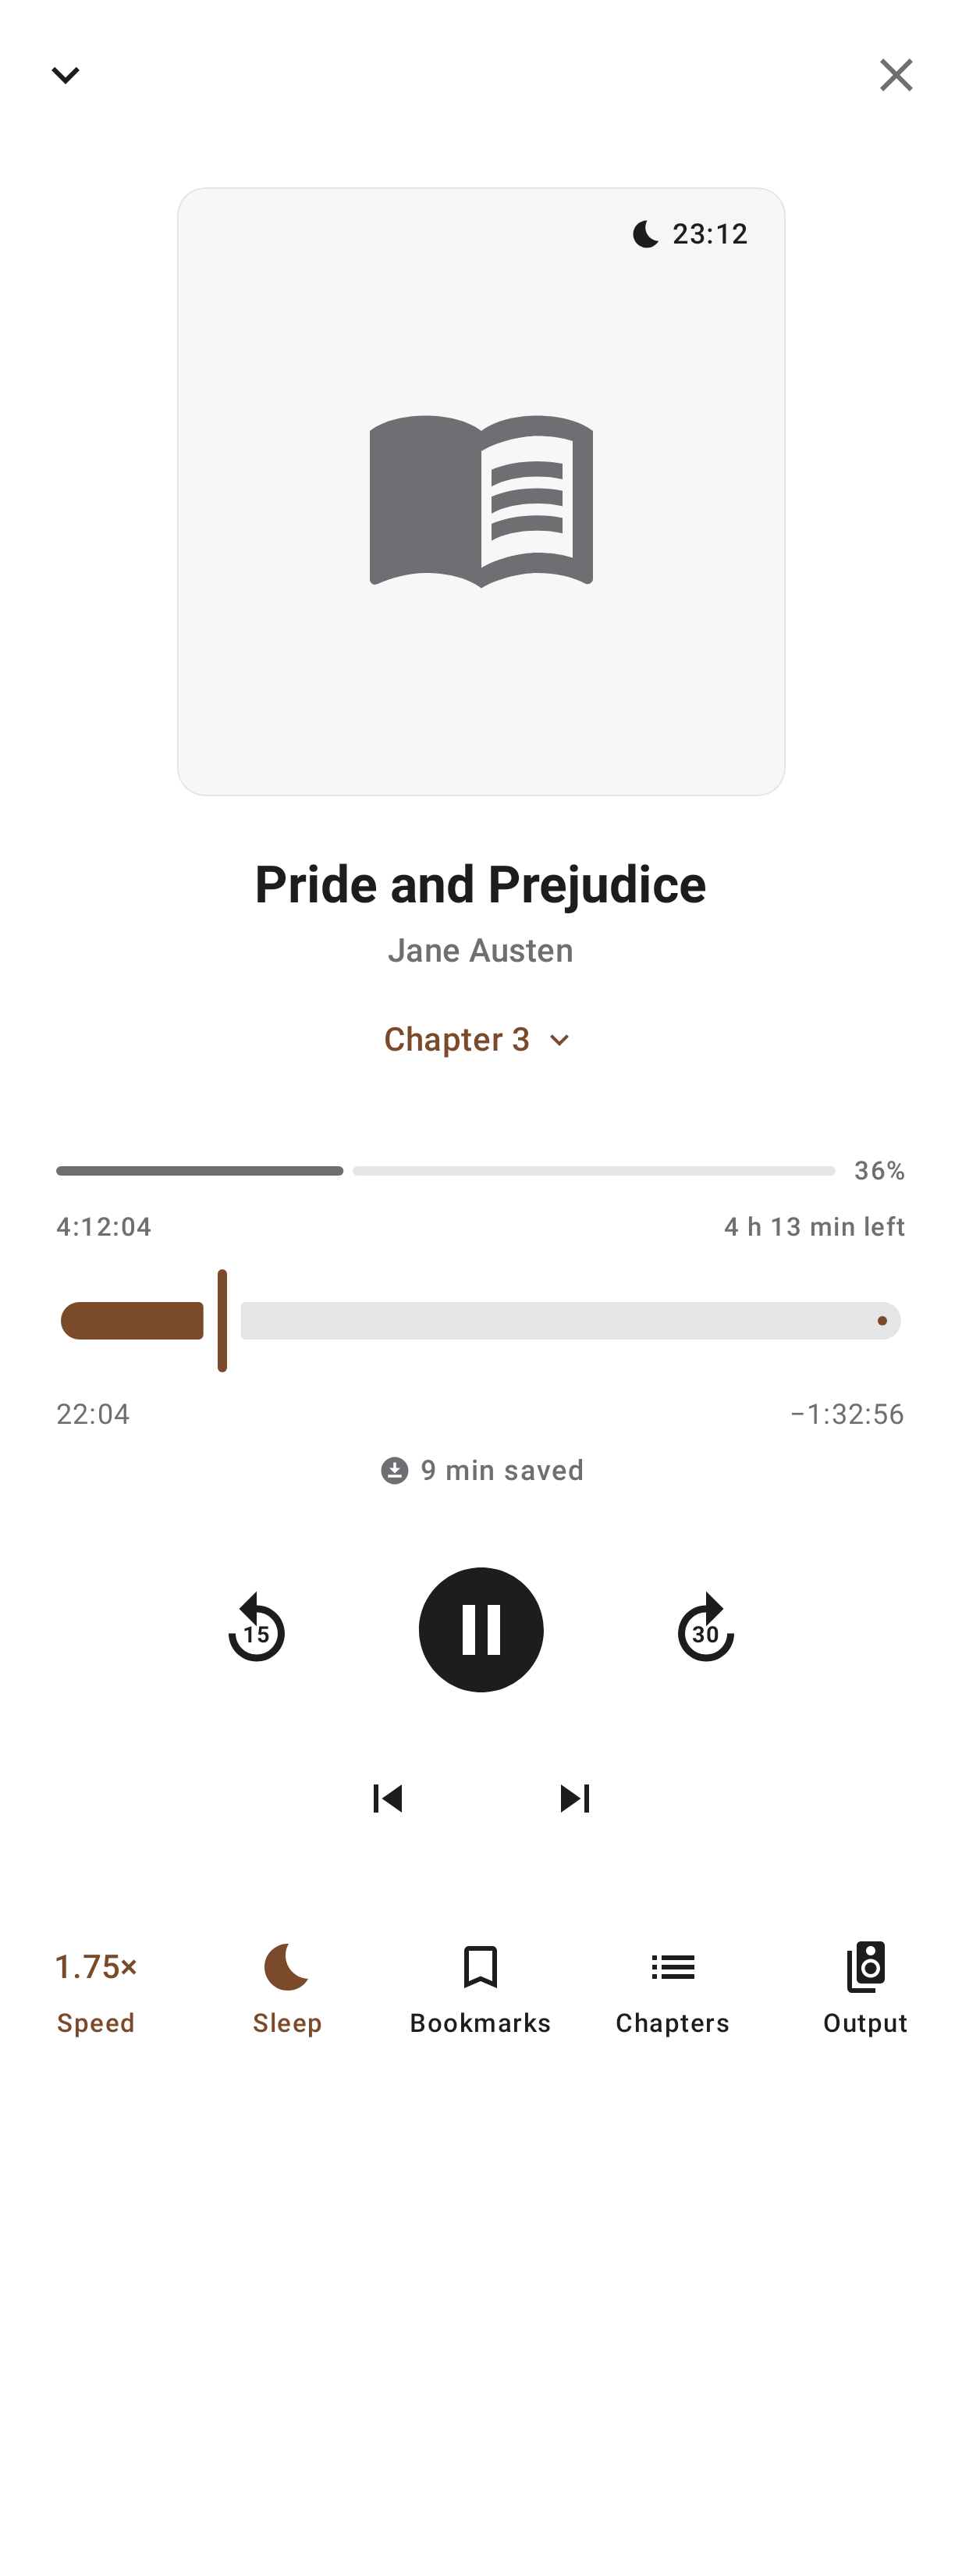 23:12
Pride and Prejudice
Jane Austen
Chapter 3
36%
4:12:04 4 h 13 min left
22:04 −1:32:56
9 min saved
15 30
1.75×
Speed Sleep Bookmarks Chapters Output